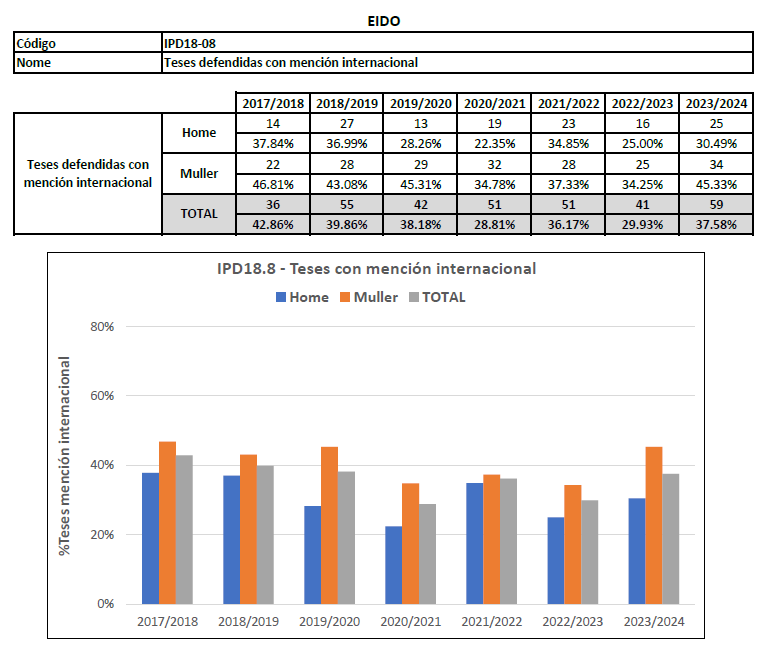 EIDO
Código IPD18-08
Nome Teses defendidas con mención internacional
2017/2018 2018/2019 2019/2020 2020/2021 2021/2022 2022/2023 2023/2024
Teses defendidas con mención internacional
Home 14 27 13 19 23 16 25
37.84% 36.99% 28.26% 22.35% 34.85% 25.00% 30.49%
Muller 22 28 29 32 28 25 34
46.81% 43.08% 45.31% 34.78% 37.33% 34.25% 45.33%
TOTAL 36 55 42 51 51 41 59
42.86% 39.86% 38.18% 28.81% 36.17% 29.93% 37.58%
IPD18.8 - Teses con mención internacional
Home Muller TOTAL
%Teses mención internacional
80%
60%
40%
20%
0%
2017/2018 2018/2019 2019/2020 2020/2021 2021/2022 2022/2023 2023/2024